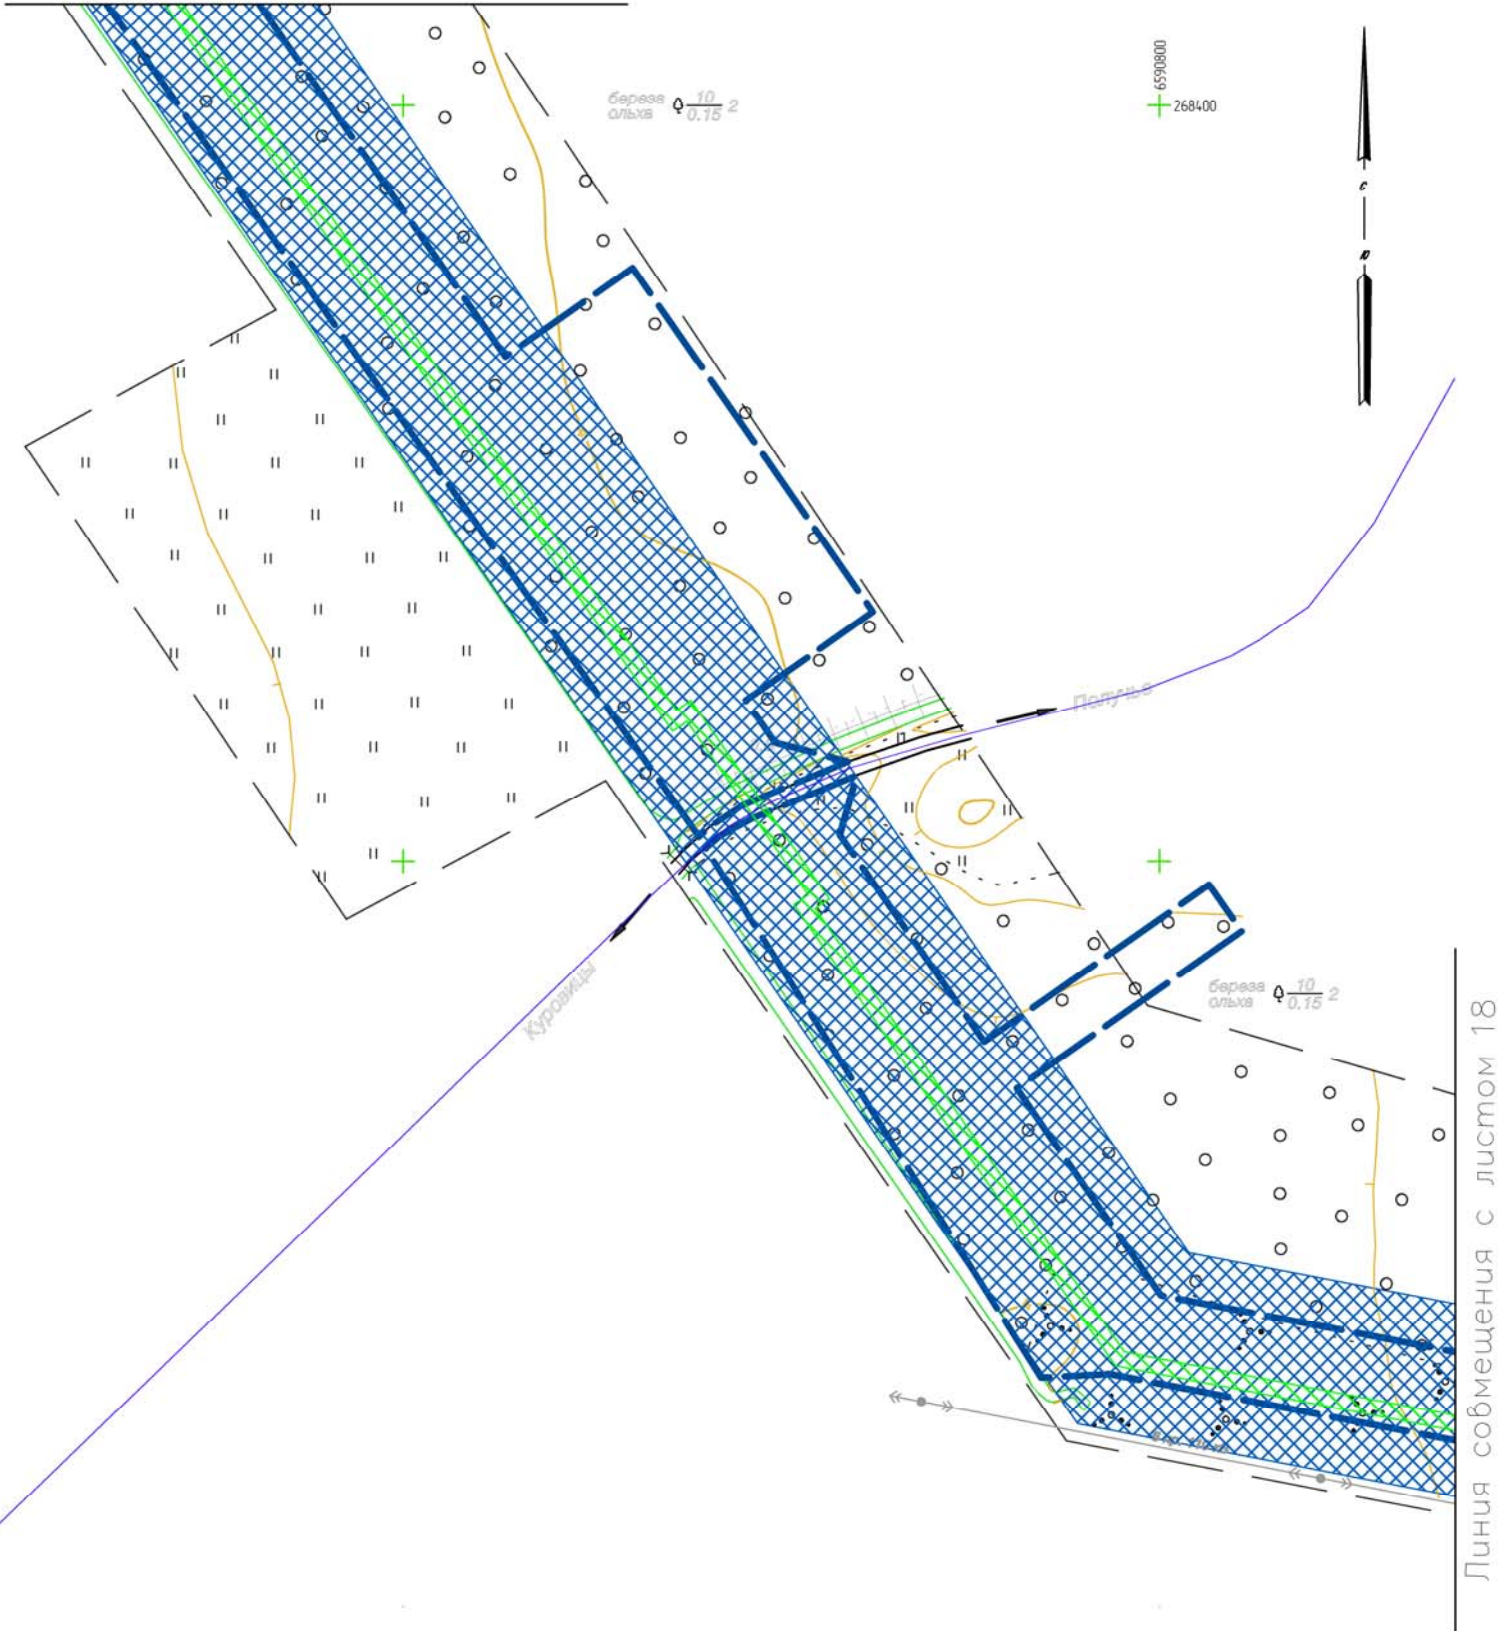 6590800
268400
береза 10 2
ольха 0.15
с
ю
Получье
Куровицы
береза 10 2
ольха 0.15
Линия совмещения с листом 18